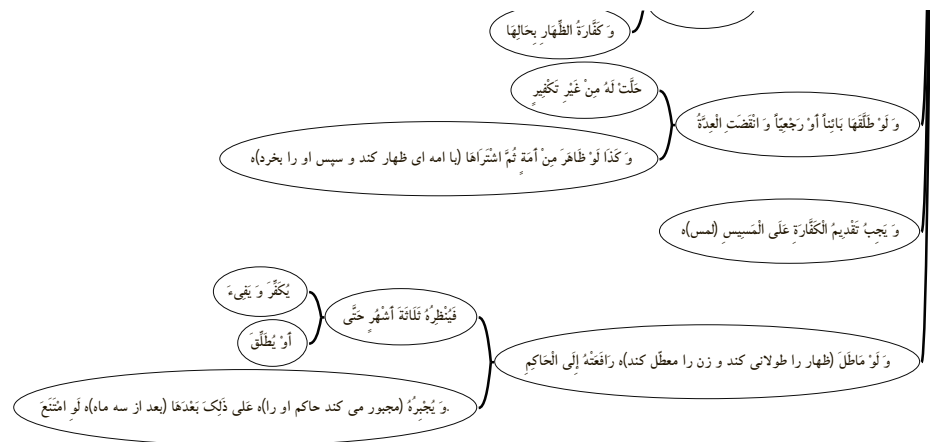 وَ كَفَّارَةُ الظِّهَارِ بِحَالِهَا
وَ لَوْ طَلَّقَهَا بَائِناً أَوْ رَجْعِيّاً وَ انْقَضَتِ الْعِدَّةُ
حَلَّتْ لَهُ مِنْ غَيْرِ تَكْفِيرٍ
وَ كَذَا لَوْ ظَاهَرَ مِنْ أَمَةٍ ثُمَّ اشْتَرَاهَا (با امه ای ظهار کند و سپس او را بخرد)ه
وَ يَجِبُ تَقْدِيمُ الْكَفَّارَةِ عَلَى الْمَسِيسِ (لمس)ه
وَ لَوْ مَاطَلَ (ظهار را طولانی کند و زن را معطّل کند)ه رَافَعَتْهُ إِلَى الْحَاكِمِ
فَيُنْظِرُهُ ثَلَاثَةَ أَشْهُرٍ حَتَّى
يُكَفِّرَ وَ يَفِيءَ
أَوْ يُطَلِّقَ
.وَ يُجْبِرُهُ (مجبور می کند حاکم او را)ه عَلى ذَلِكَ بَعْدَهَا (بعد از سه ماه)ه لَوِ امْتَنَعَ